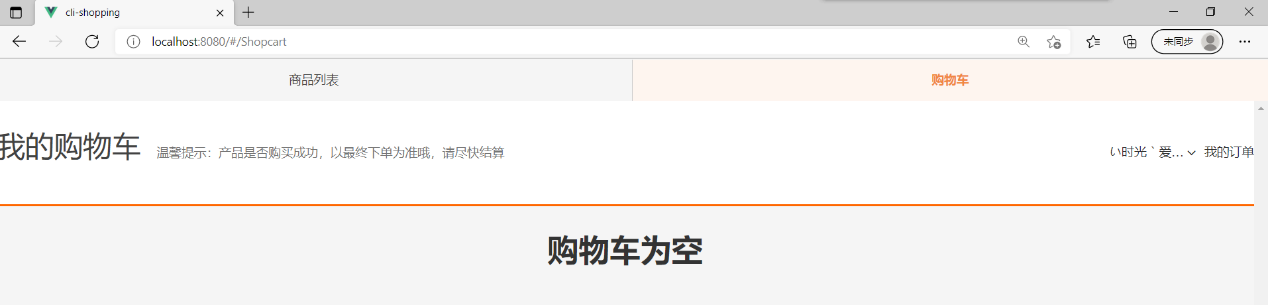 cli-shopping
localhost:8080/#/Shopcart
未同步
商品列表
购物车
我的购物车
温馨提示：产品是否购买成功，以最终下单为准哦，请尽快结算
い时光｀爱...
我的订单
购物车为空